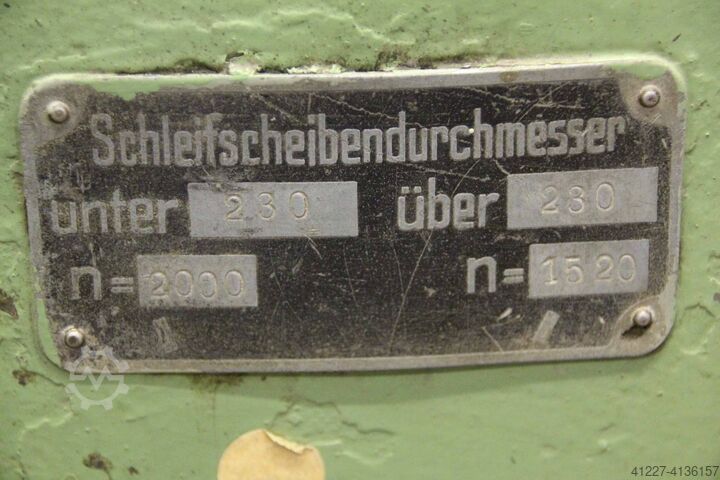 Schleifscheibendurchmesser
unter 230 über 230
n= 2000 n= 1520
41227-4136157